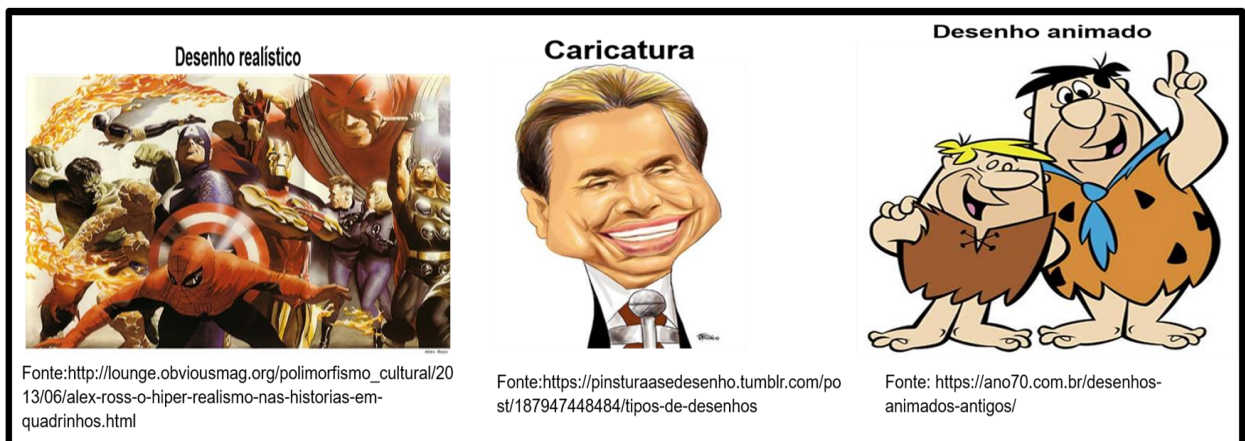 Desenho realístico
Alex Ross
Fonte:http://lounge.obviousmag.org/polimorfismo_cultural/20
13/06/alex-ross-o-hiper-realismo-nas-historias-em-
quadrinhos.html
Caricatura
Fonte:https://pinsturaasedesenho.tumblr.com/po
st/187947448484/tipos-de-desenhos
Desenho animado
Fonte: https://ano70.com.br/desenhos-
animados-antigos/